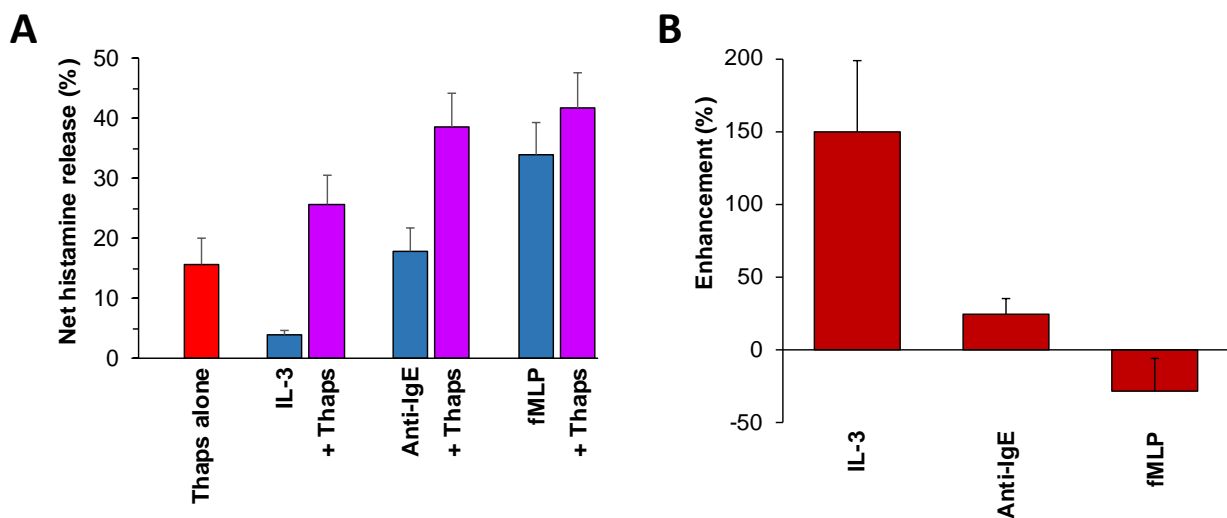 A
Net histamine release (%)
50
40
30
20
10
0
Thaps alone
IL-3
+ Thaps
Anti-IgE
+ Thaps
fMLP
+ Thaps
B
Enhancement (%)
200
150
100
50
0
-50
IL-3
Anti-IgE
fMLP